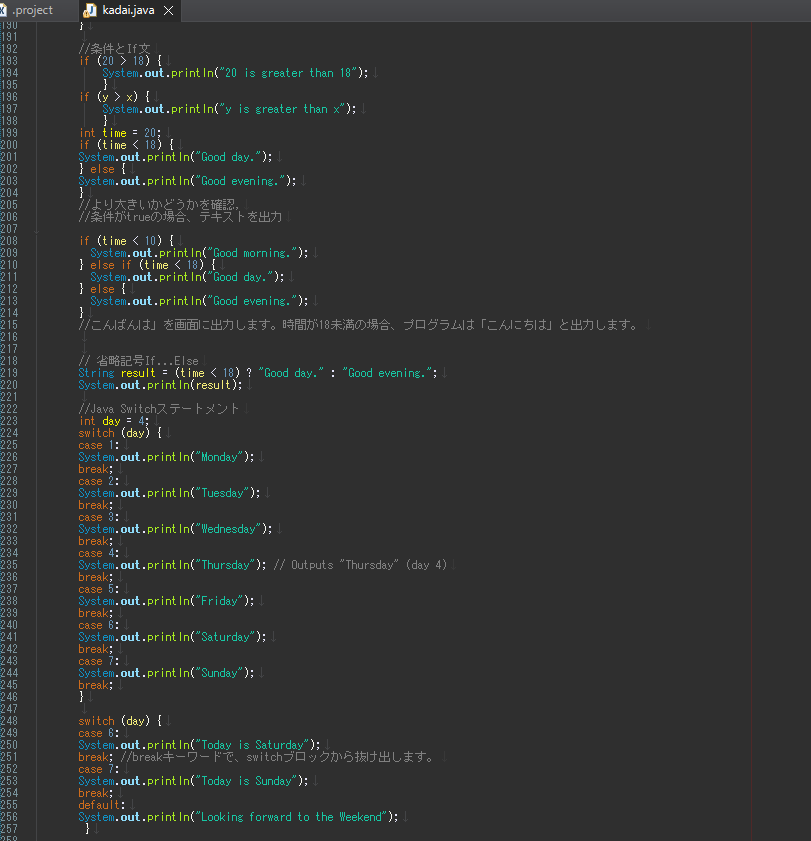 .project kadai.java
190 }
191
192 //条件とIf文
193 if (20 > 18) {
194 System.out.println("20 is greater than 18");
195 }
196 if (y > x) {
197 System.out.println("y is greater than x");
198 }
199 int time = 20;
200 if (time < 18) {
201 System.out.println("Good day.");
202 } else {
203 System.out.println("Good evening.");
204 }
205 //より大きいかどうかを確認,
206 //条件がtrueの場合、テキストを出力
207
208 if (time < 10) {
209 System.out.println("Good morning.");
210 } else if (time < 18) {
211 System.out.println("Good day.");
212 } else {
213 System.out.println("Good evening.");
214 }
215 //こんばんは」を画面に出力します。時間が18未満の場合、プログラムは「こんにちは」と出力します。
216
217
218 // 省略記号If...Else
219 String result = (time < 18) ? "Good day." : "Good evening.";
220 System.out.println(result);
221
222 //Java Switchステートメント
223 int day = 4;
224 switch (day) {
225 case 1:
226 System.out.println("Monday");
227 break;
228 case 2:
229 System.out.println("Tuesday");
230 break;
231 case 3:
232 System.out.println("Wednesday");
233 break;
234 case 4:
235 System.out.println("Thursday"); // Outputs "Thursday" (day 4)
236 break;
237 case 5:
238 System.out.println("Friday");
239 break;
240 case 6:
241 System.out.println("Saturday");
242 break;
243 case 7:
244 System.out.println("Sunday");
245 break;
246 }
247
248 switch (day) {
249 case 6:
250 System.out.println("Today is Saturday");
251 break; //breakキーワードで、switchブロックから抜け出します。
252 case 7:
253 System.out.println("Today is Sunday");
254 break;
255 default:
256 System.out.println("Looking forward to the Weekend");
257 }
258